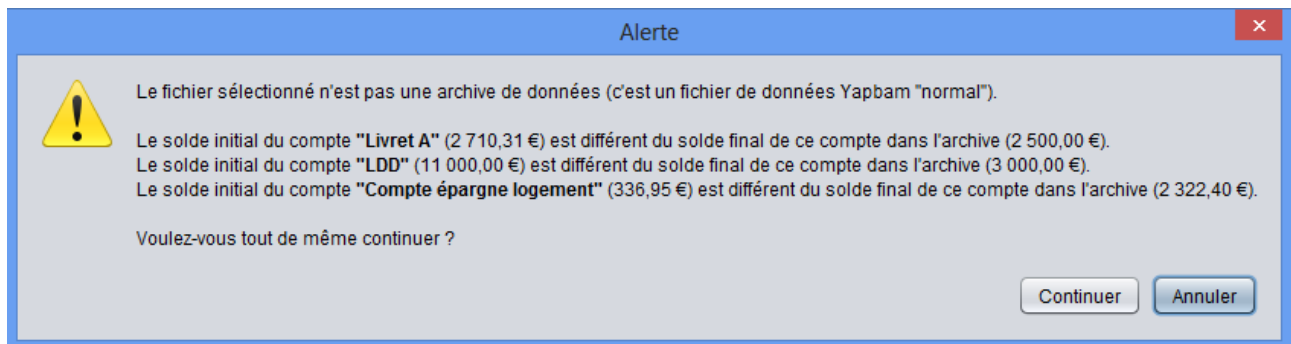 Alerte
Le fichier sélectionné n'est pas une archive de données (c'est un fichier de données Yapbam "normal").
Le solde initial du compte "Livret A" (2 710,31 €) est différent du solde final de ce compte dans l'archive (2 500,00 €).
Le solde initial du compte "LDD" (11 000,00 €) est différent du solde final de ce compte dans l'archive (3 000,00 €).
Le solde initial du compte "Compte épargne logement" (336,95 €) est différent du solde final de ce compte dans l'archive (2 322,40 €).
Voulez-vous tout de même continuer ?
Continuer Annuler